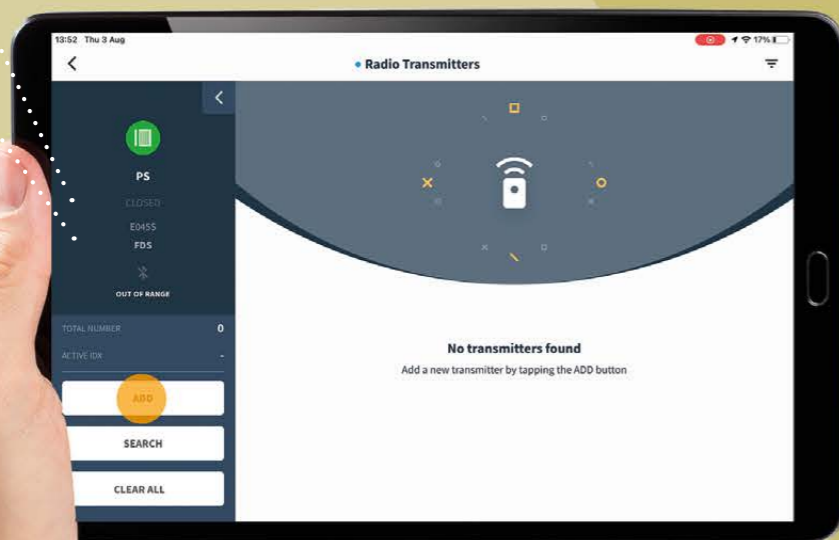 13:52 Thu 3 Aug
17%
Radio Transmitters
PS
CLOSED
E045S
FDS
OUT OF RANGE
TOTAL NUMBER 0
ACTIVE IDX -
ADD
SEARCH
CLEAR ALL
No transmitters found
Add a new transmitter by tapping the ADD button